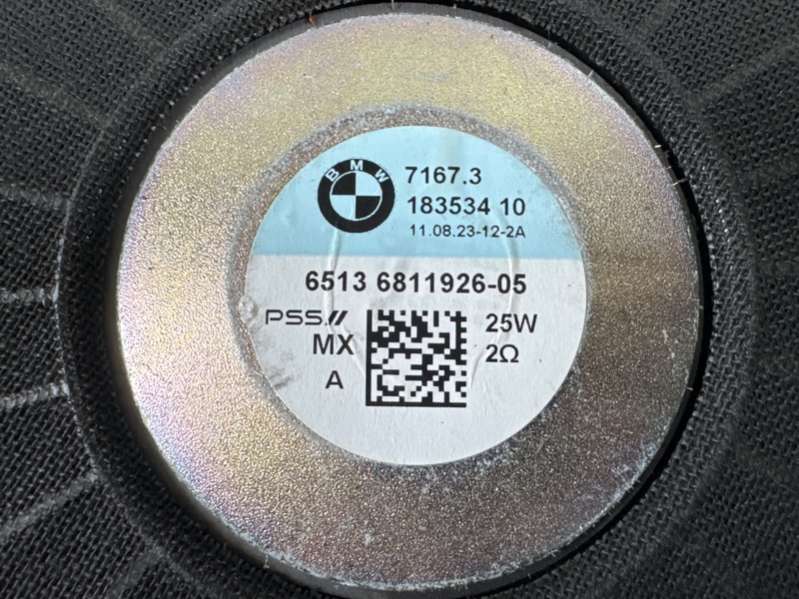 BMW
7167.3
183534 10
11.08.23-12-2A
6513 6811926-05
PSS//
MX
A
25W
2Ω